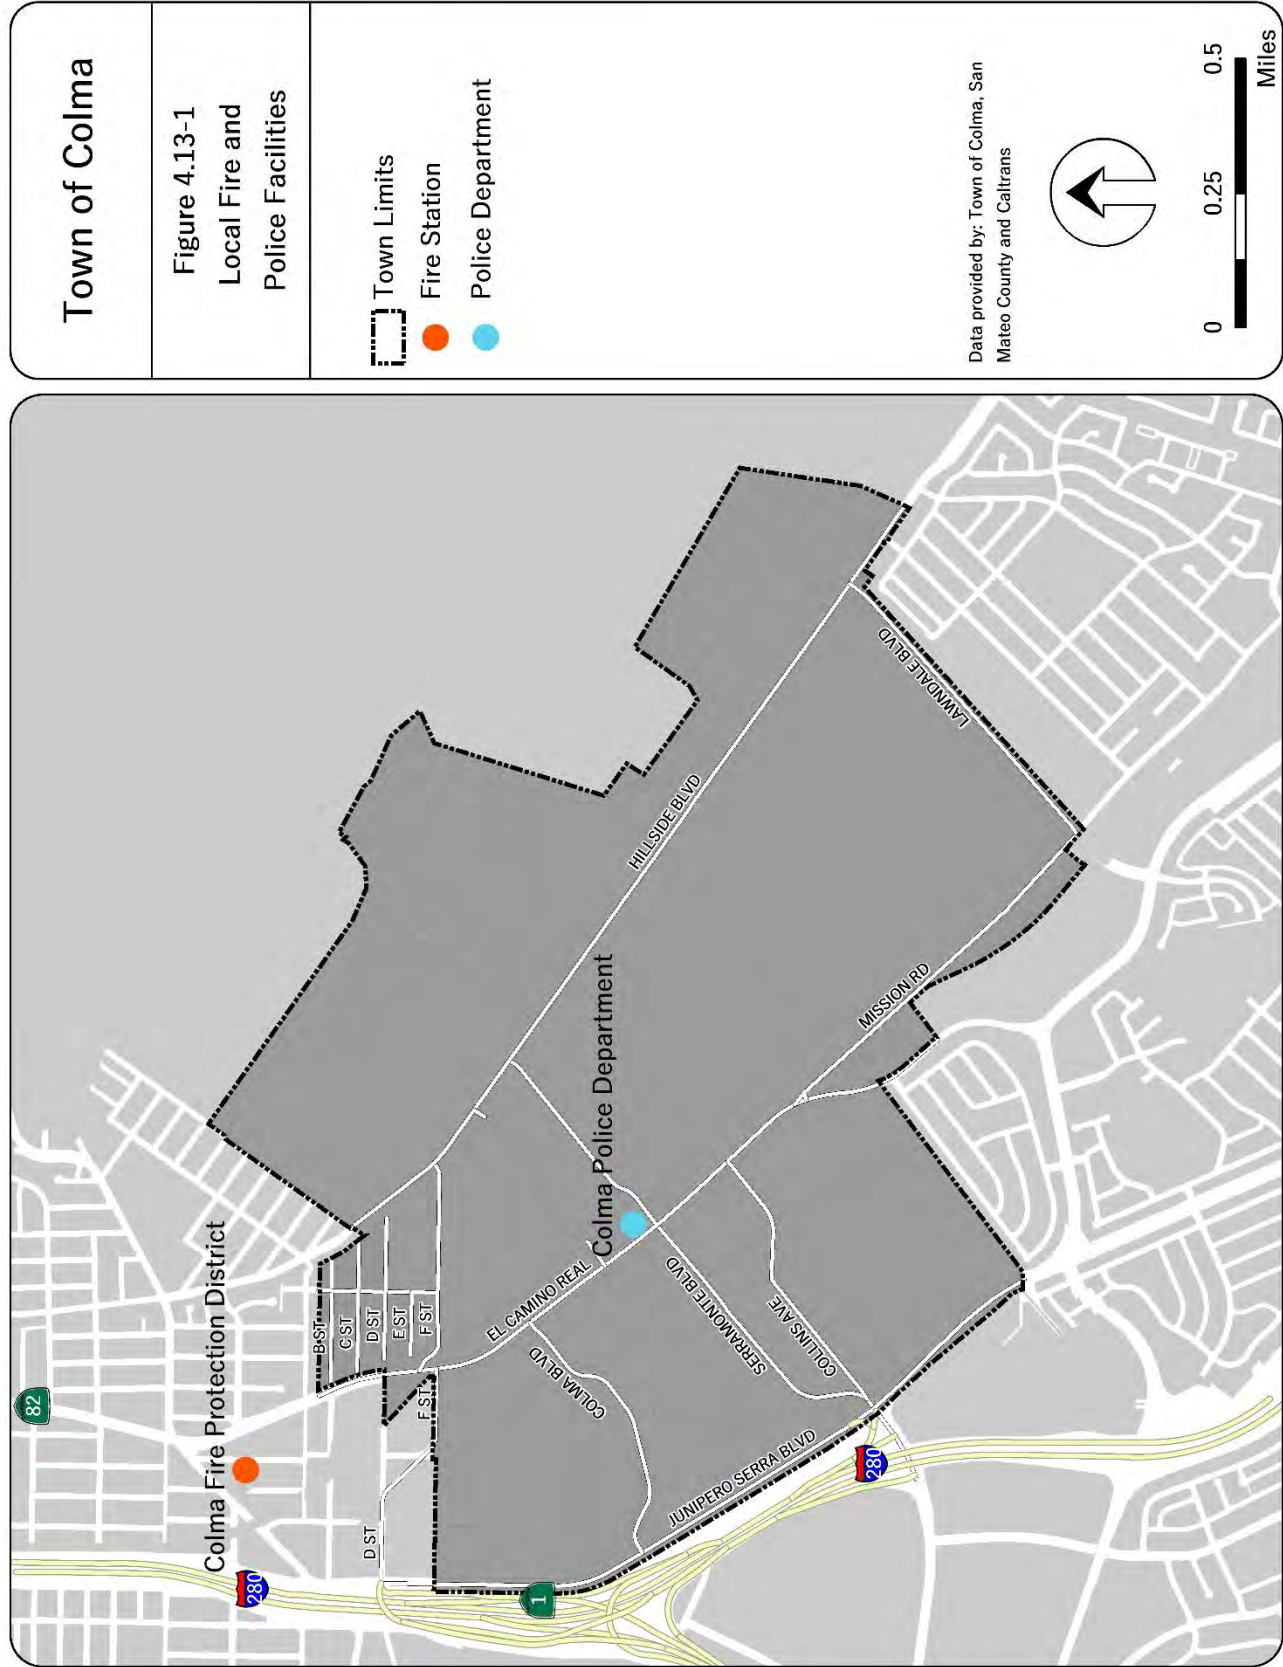 Town of Colma
Figure 4.13-1
Local Fire and
Police Facilities
Town Limits
Fire Station
Police Department
Data provided by: Town of Colma, San
Mateo County and Caltrans
0
0.25
0.5
Miles
82
Colma Fire Protection District
280
B ST
C ST
D ST
E ST
F ST
F ST
D ST
1
EL CAMINO REAL
COLMA BLVD
Colma Police Department
HILLSIDE BLVD
SERRAMONTE BLVD
COLLINS AVE
JUNIPERO SERRA BLVD
280
MISSION RD
LAWNDALE BLVD